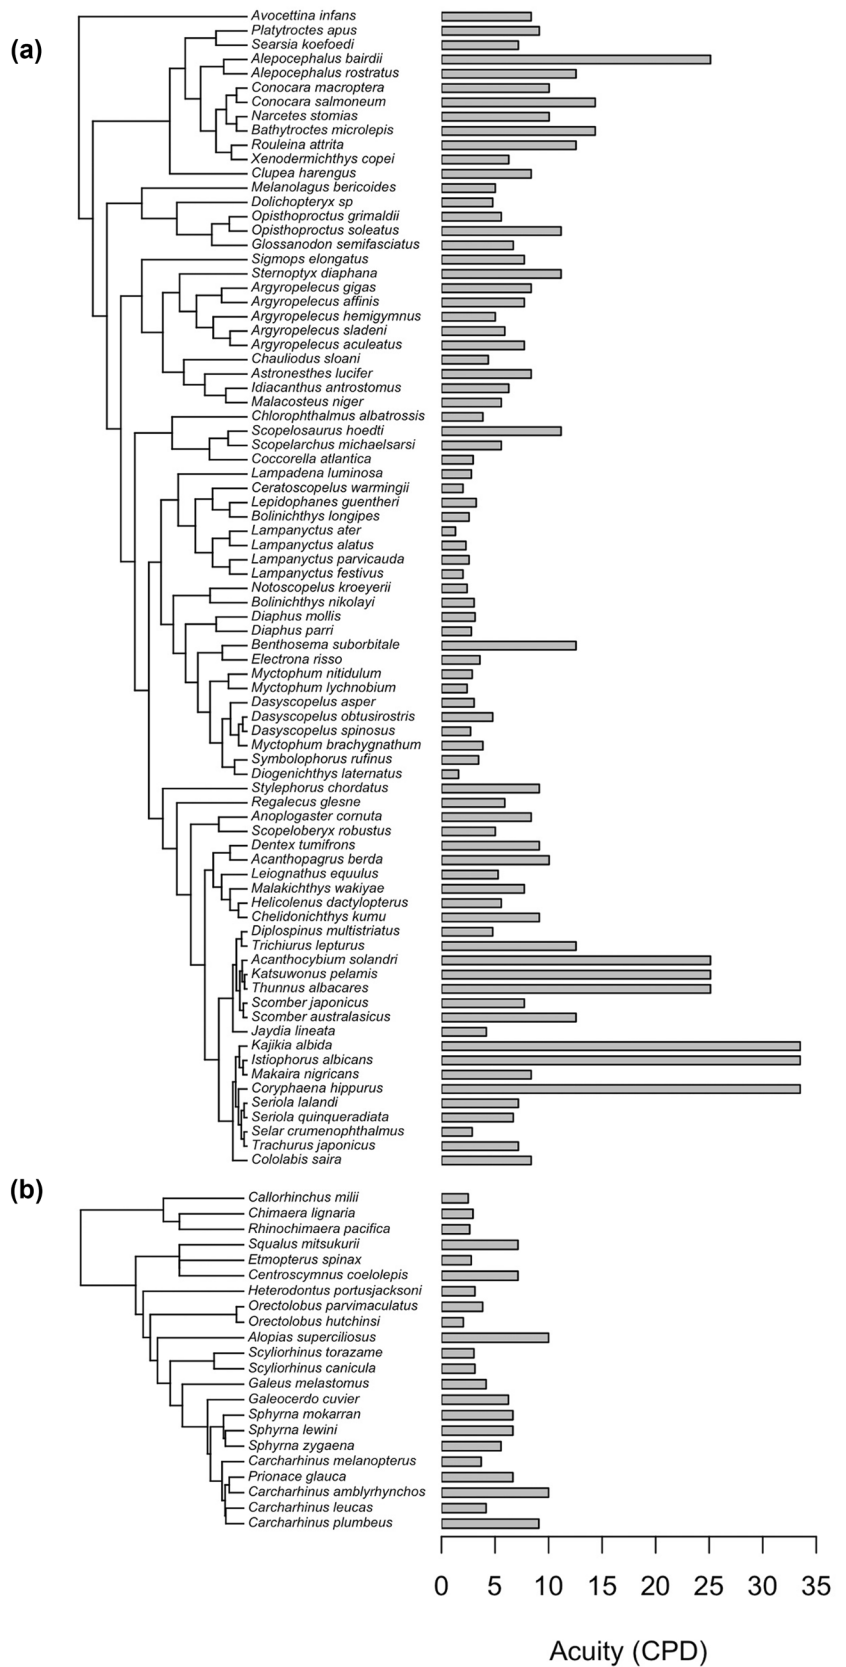 (a)
Avocettina infans
Platytroctes apus
Searsia koefoedi
Alepocephalus bairdii
Alepocephalus rostratus
Conocara macroptera
Conocara salmoneum
Narcetes stomias
Bathytroctes microlepis
Rouleina attrita
Xenodermichthys copei
Clupea harengus
Melanolagus bericoides
Dolichopteryx sp
Opisthoproctus grimaldii
Opisthoproctus soleatus
Glossanodon semifasciatus
Sigmops elongatus
Sternoptyx diaphana
Argyropelecus gigas
Argyropelecus affinis
Argyropelecus hemigymnus
Argyropelecus sladeni
Argyropelecus aculeatus
Chauliodus sloani
Astronesthes lucifer
Idiacanthus antrostomus
Malacosteus niger
Chlorophthalmus albatrossis
Scopelosaurus hoedti
Scopelarchus michaelsarsi
Coccorella atlantica
Lampadena luminosa
Ceratoscopelus warmingii
Lepidophanes guentheri
Bolinichthys longipes
Lampanyctus ater
Lampanyctus alatus
Lampanyctus parvicauda
Lampanyctus festivus
Notoscopelus kroeyerii
Bolinichthys nikolayi
Diaphus mollis
Diaphus parri
Benthosema suborbitale
Electrona risso
Myctophum nitidulum
Myctophum lychnobium
Dasyscopelus asper
Dasyscopelus obtusirostris
Dasyscopelus spinosus
Myctophum brachygnathum
Symbolophorus rufinus
Diogenichthys laternatus
Stylephorus chordatus
Regalecus glesne
Anoplogaster cornuta
Scopeloberyx robustus
Dentex tumifrons
Acanthopagrus berda
Leiognathus equulus
Malakichthys wakiyae
Helicolenus dactylopterus
Chelidonichthys kumu
Diplospinus multistriatus
Trichiurus lepturus
Acanthocybium solandri
Katsuwonus pelamis
Thunnus albacares
Scomber japonicus
Scomber australasicus
Jaydia lineata
Kajikia albida
Istiophorus albicans
Makaira nigricans
Coryphaena hippurus
Seriola lalandi
Seriola quinqueradiata
Selar crumenophthalmus
Trachurus japonicus
Cololabis saira
(b)
Callorhinchus milii
Chimaera lignaria
Rhinochimaera pacifica
Squalus mitsukurii
Etmopterus spinax
Centroscymnus coelolepis
Heterodontus portusjacksoni
Orectolobus parvimaculatus
Orectolobus hutchinsi
Alopias superciliosus
Scyliorhinus torazame
Scyliorhinus canicula
Galeus melastomus
Galeocerdo cuvier
Sphyrna mokarran
Sphyrna lewini
Sphyrna zygaena
Carcharhinus melanopterus
Prionace glauca
Carcharhinus amblyrhynchos
Carcharhinus leucas
Carcharhinus plumbeus
0 5 10 15 20 25 30 35
Acuity (CPD)